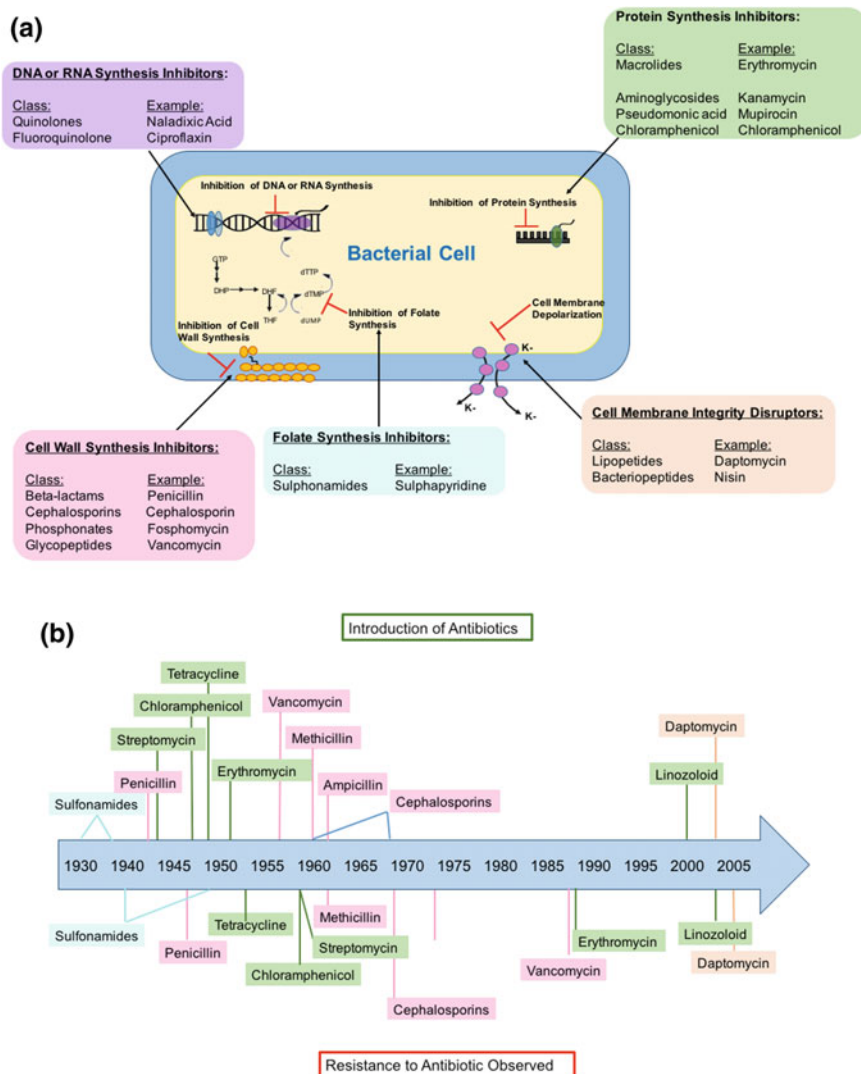 (a)
DNA or RNA Synthesis Inhibitors:
Class: Example:
Quinolones Naladixic Acid
Fluoroquinolone Ciproflaxin
Protein Synthesis Inhibitors:
Class: Example:
Macrolides Erythromycin
Aminoglycosides Kanamycin
Pseudomonic acid Mupirocin
Chloramphenicol Chloramphenicol
Inhibition of DNA or RNA Synthesis
Inhibition of Protein Synthesis
Bacterial Cell
GTP
dTTP
DHP
DHF
dTMP
THF
dUMP
Inhibition of Folate
Synthesis
Cell Membrane
Depolarization
Inhibition of Cell
Wall Synthesis
K-
K-
K-
Cell Wall Synthesis Inhibitors:
Class: Example:
Beta-lactams Penicillin
Cephalosporins Cephalosporin
Phosphonates Fosphomycin
Glycopeptides Vancomycin
Folate Synthesis Inhibitors:
Class: Example:
Sulphonamides Sulphapyridine
Cell Membrane Integrity Disruptors:
Class: Example:
Lipopetides Daptomycin
Bacteriopeptides Nisin
(b)
Introduction of Antibiotics
Tetracycline
Chloramphenicol
Vancomycin
Streptomycin
Methicillin
Daptomycin
Penicillin
Erythromycin
Ampicillin
Linozoloid
Sulfonamides
Cephalosporins
1930 1940 1945 1950 1955 1960 1965 1970 1975 1980 1985 1990 1995 2000 2005
Sulfonamides
Penicillin
Tetracycline
Chloramphenicol
Streptomycin
Methicillin
Cephalosporins
Vancomycin
Erythromycin
Linozoloid
Daptomycin
Resistance to Antibiotic Observed